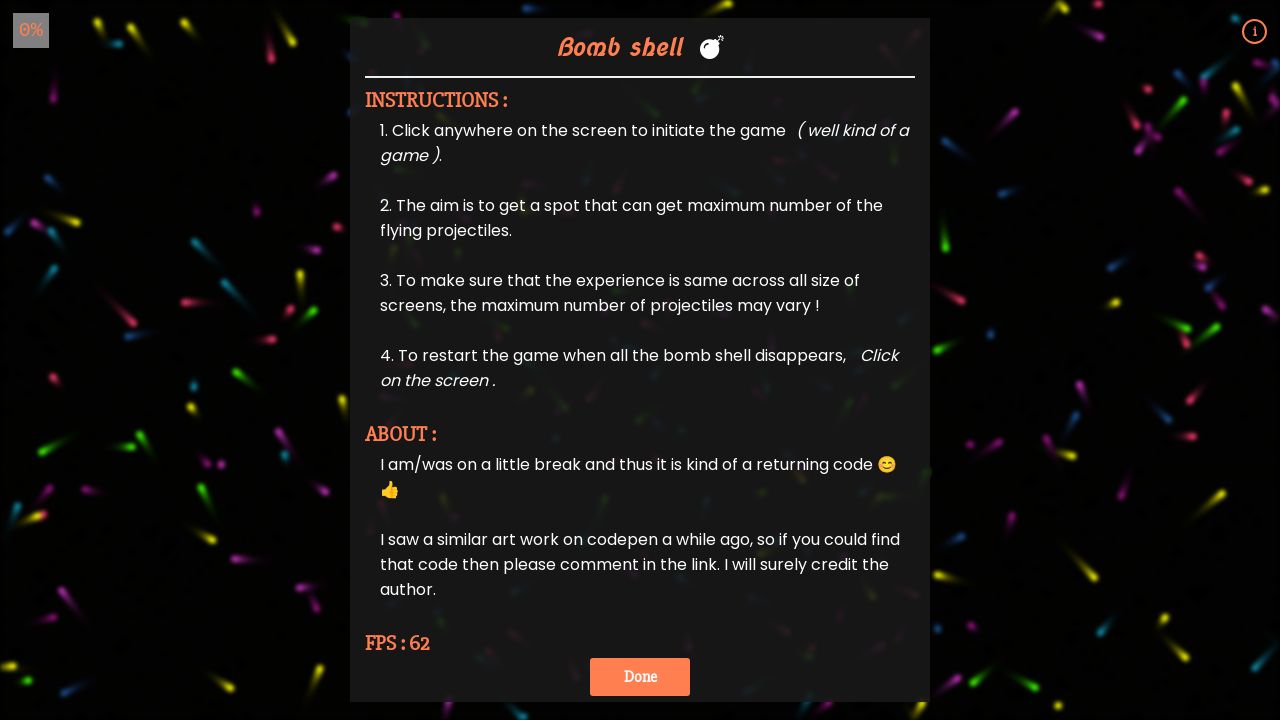 0%
i
Bomb shell 💣
INSTRUCTIONS :
1. Click anywhere on the screen to initiate the game ( well kind of a
game ).
2. The aim is to get a spot that can get maximum number of the
flying projectiles.
3. To make sure that the experience is same across all size of
screens, the maximum number of projectiles may vary !
4. To restart the game when all the bomb shell disappears, Click
on the screen .
ABOUT :
I am/was on a little break and thus it is kind of a returning code 😊
👍
I saw a similar art work on codepen a while ago, so if you could find
that code then please comment in the link. I will surely credit the
author.
FPS : 62
Done